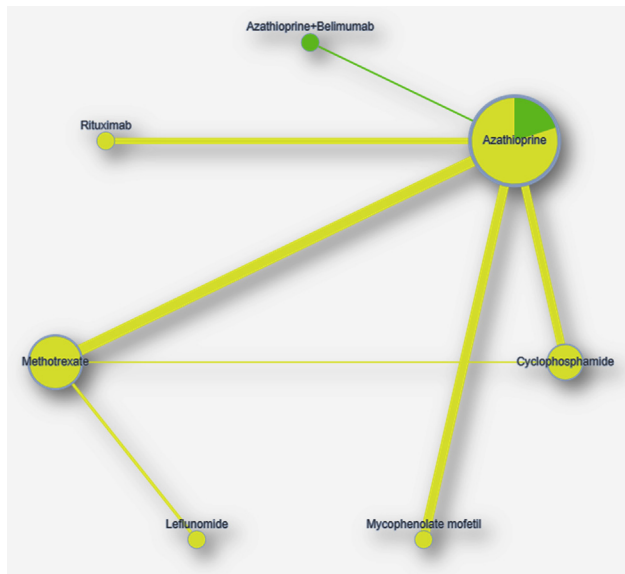 Azathioprine+Belimumab
Rituximab
Azathioprine
Methotrexate
Cyclophosphamide
Leflunomide
Mycophenolate mofetil